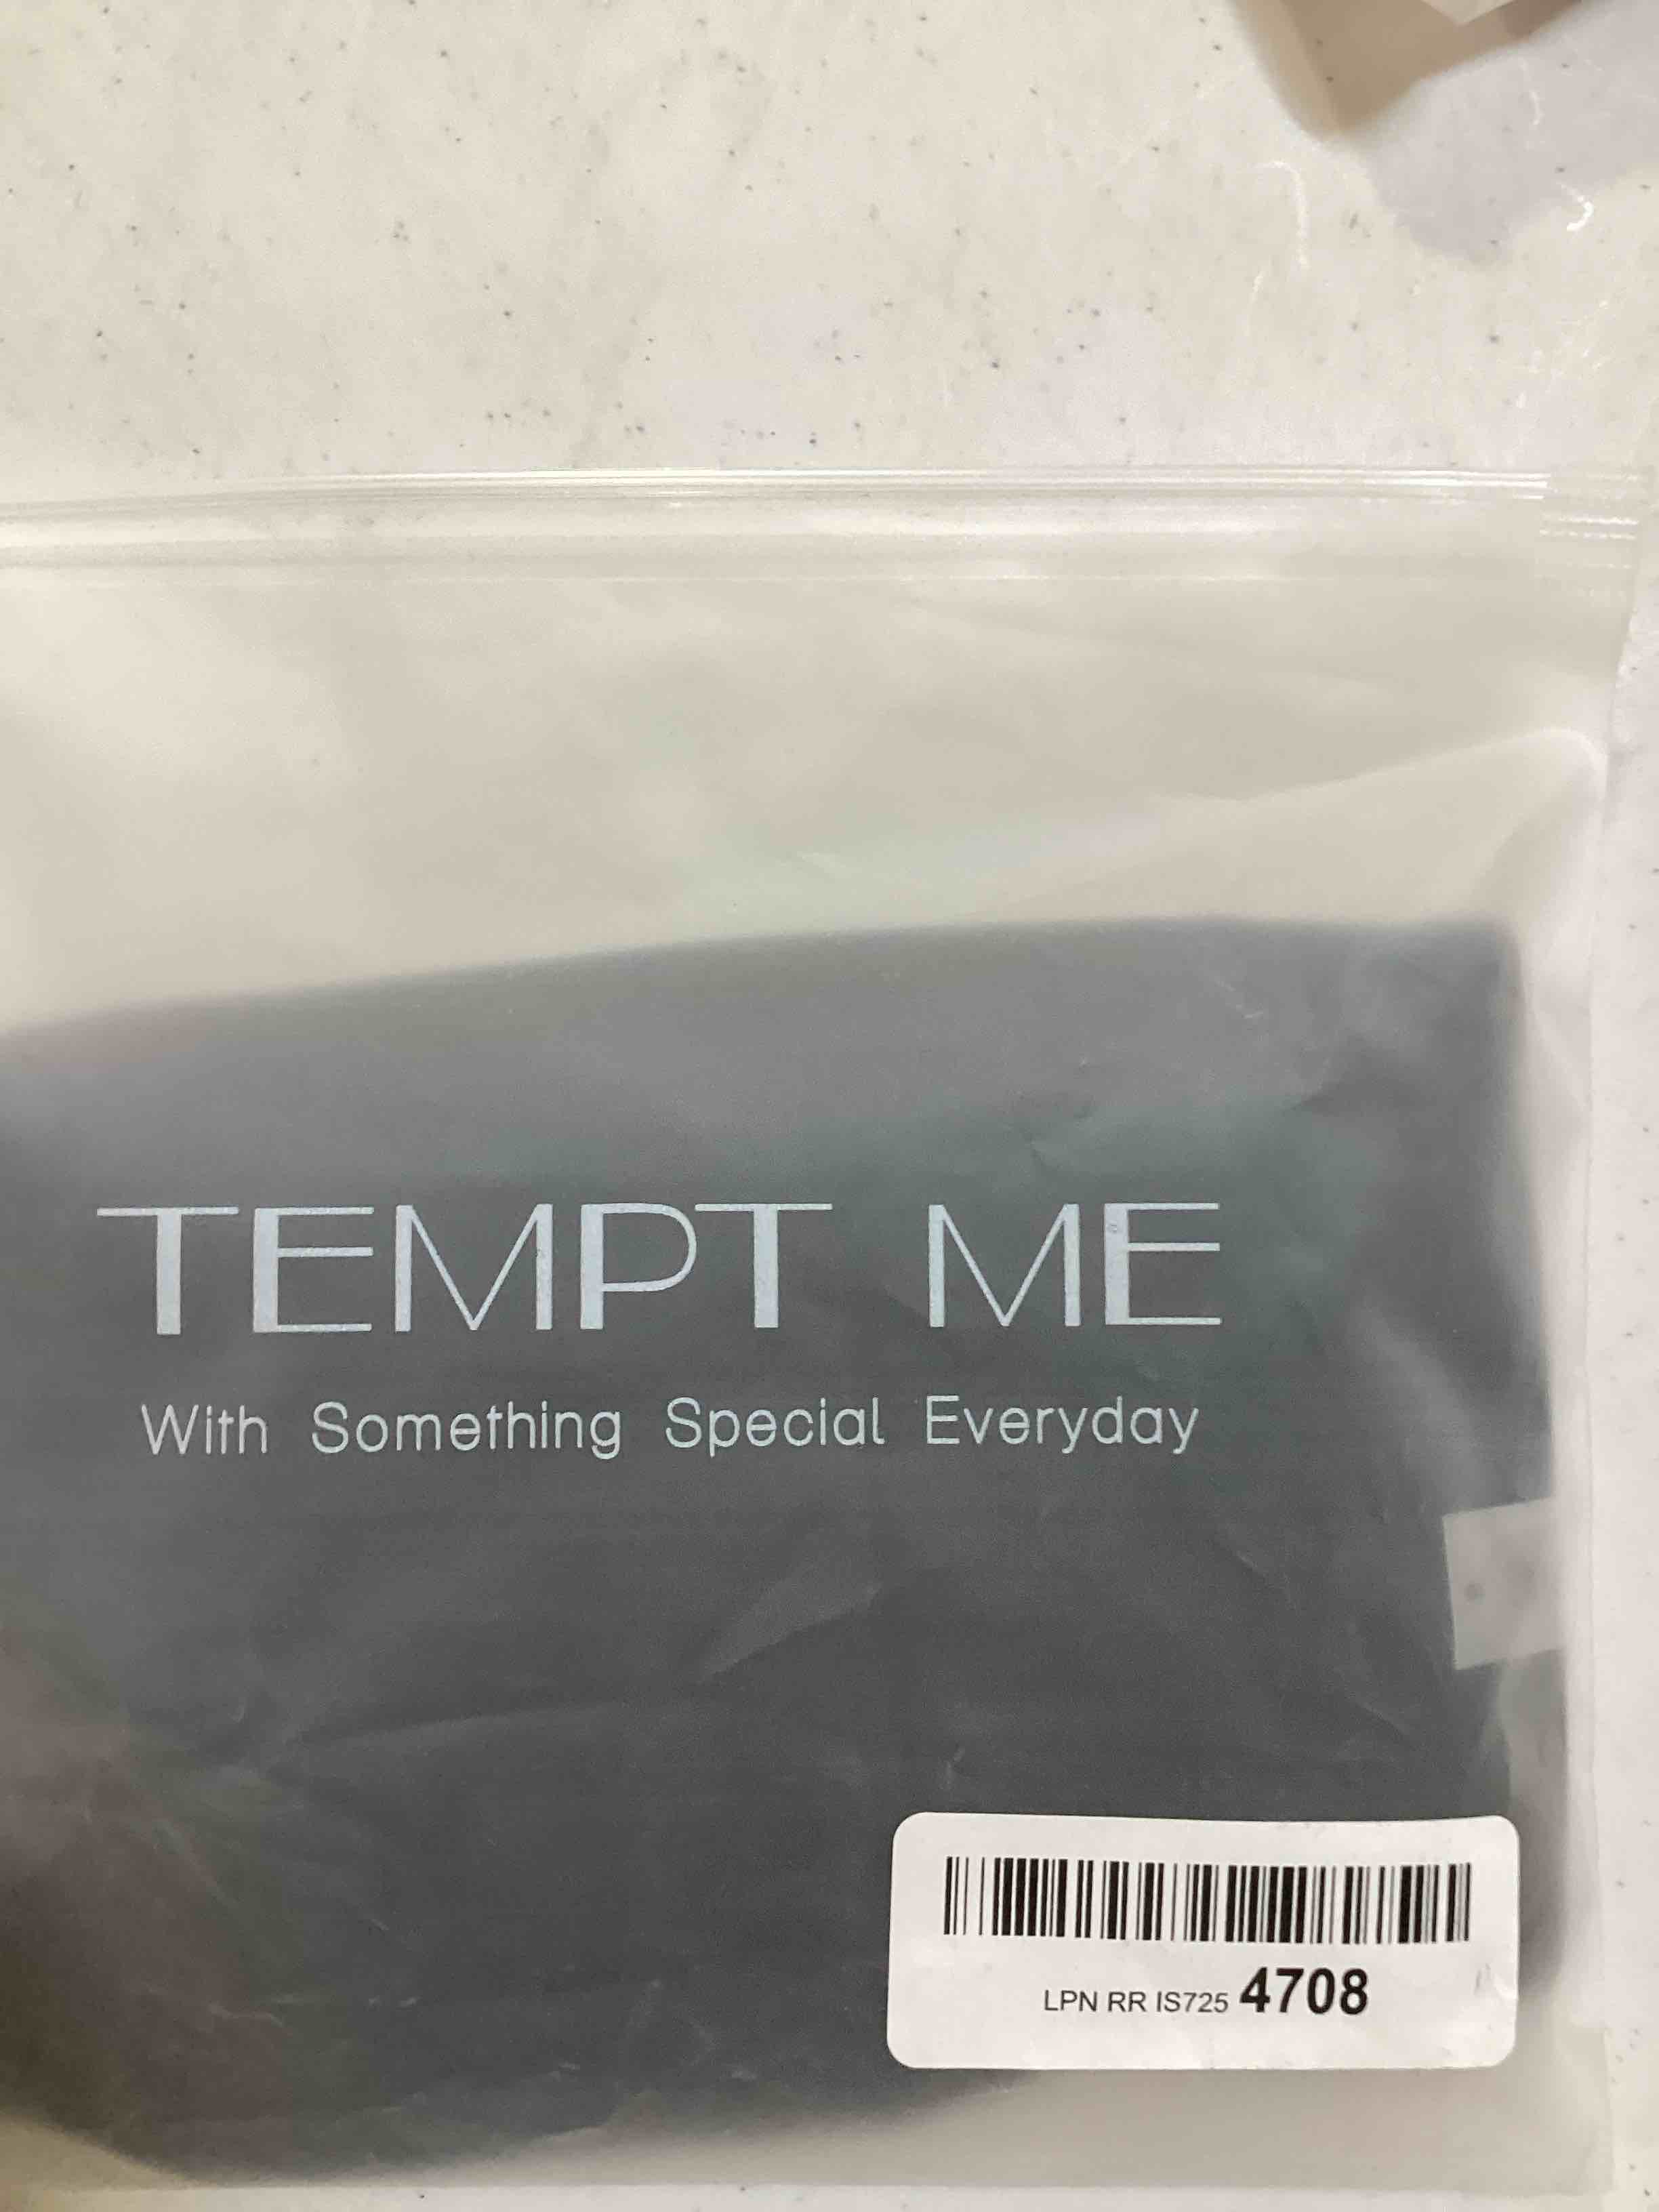 TEMPT ME
With Something Special Everyday
LPN RR IS725 4708